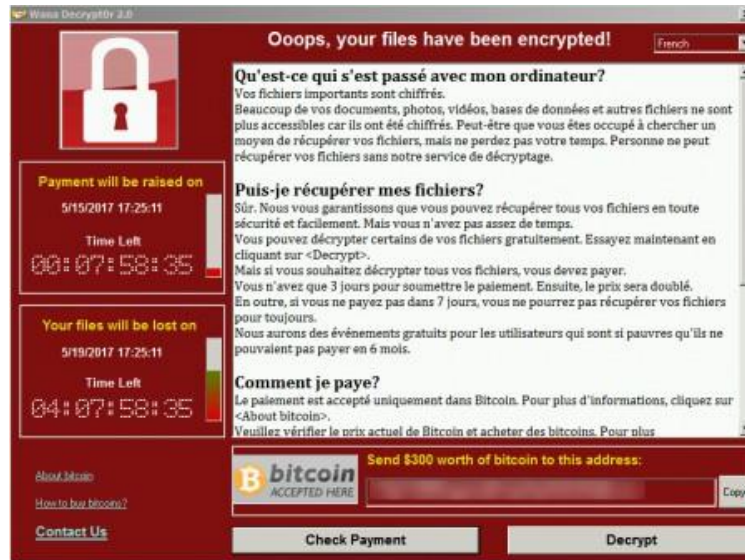 Wana Decrypt0r 2.0
Ooops, your files have been encrypted!
French
Qu'est-ce qui s'est passé avec mon ordinateur?
Vos fichiers importants sont chiffrés.
Beaucoup de vos documents, photos, vidéos, bases de données et autres fichiers ne sont
plus accessibles car ils ont été chiffrés. Peut-être que vous êtes occupé à chercher un
moyen de récupérer vos fichiers, mais ne perdez pas votre temps. Personne ne peut
récupérer vos fichiers sans notre service de décryptage.
Puis-je récupérer mes fichiers?
Sûr. Nous vous garantissons que vous pouvez récupérer tous vos fichiers en toute
sécurité et facilement. Mais vous n'avez pas assez de temps.
Vous pouvez décrypter certains de vos fichiers gratuitement. Essayez maintenant en
cliquant sur <Decrypt>.
Mais si vous souhaitez décrypter tous vos fichiers, vous devez payer.
Vous n'avez que 3 jours pour soumettre le paiement. Ensuite, le prix sera doublé.
En outre, si vous ne payez pas dans 7 jours, vous ne pourrez pas récupérer vos fichiers
pour toujours.
Nous aurons des événements gratuits pour les utilisateurs qui sont si pauvres qu'ils ne
pouvaient pas payer en 6 mois.
Comment je paye?
Le paiement est accepté uniquement dans Bitcoin. Pour plus d'informations, cliquez sur
<About bitcoin>.
Veuillez vérifier le prix actuel de Bitcoin et acheter des bitcoins. Pour plus
Payment will be raised on
5/15/2017 17:25:11
Time Left
00:07:58:35
Your files will be lost on
5/19/2017 17:25:11
Time Left
04:07:58:35
About bitcoin
How to buy bitcoins?
Contact Us
bitcoin
ACCEPTED HERE
Send $300 worth of bitcoin to this address:
Copy
Check Payment
Decrypt